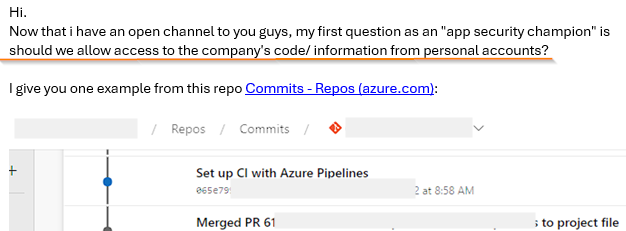 Hi.
Now that i have an open channel to you guys, my first question as an "app security champion" is
should we allow access to the company's code/ information from personal accounts?
I give you one example from this repo Commits - Repos (azure.com):
/ Repos / Commits /
+
Set up CI with Azure Pipelines
065e79 2 at 8:58 AM
Merged PR 61 s to project file